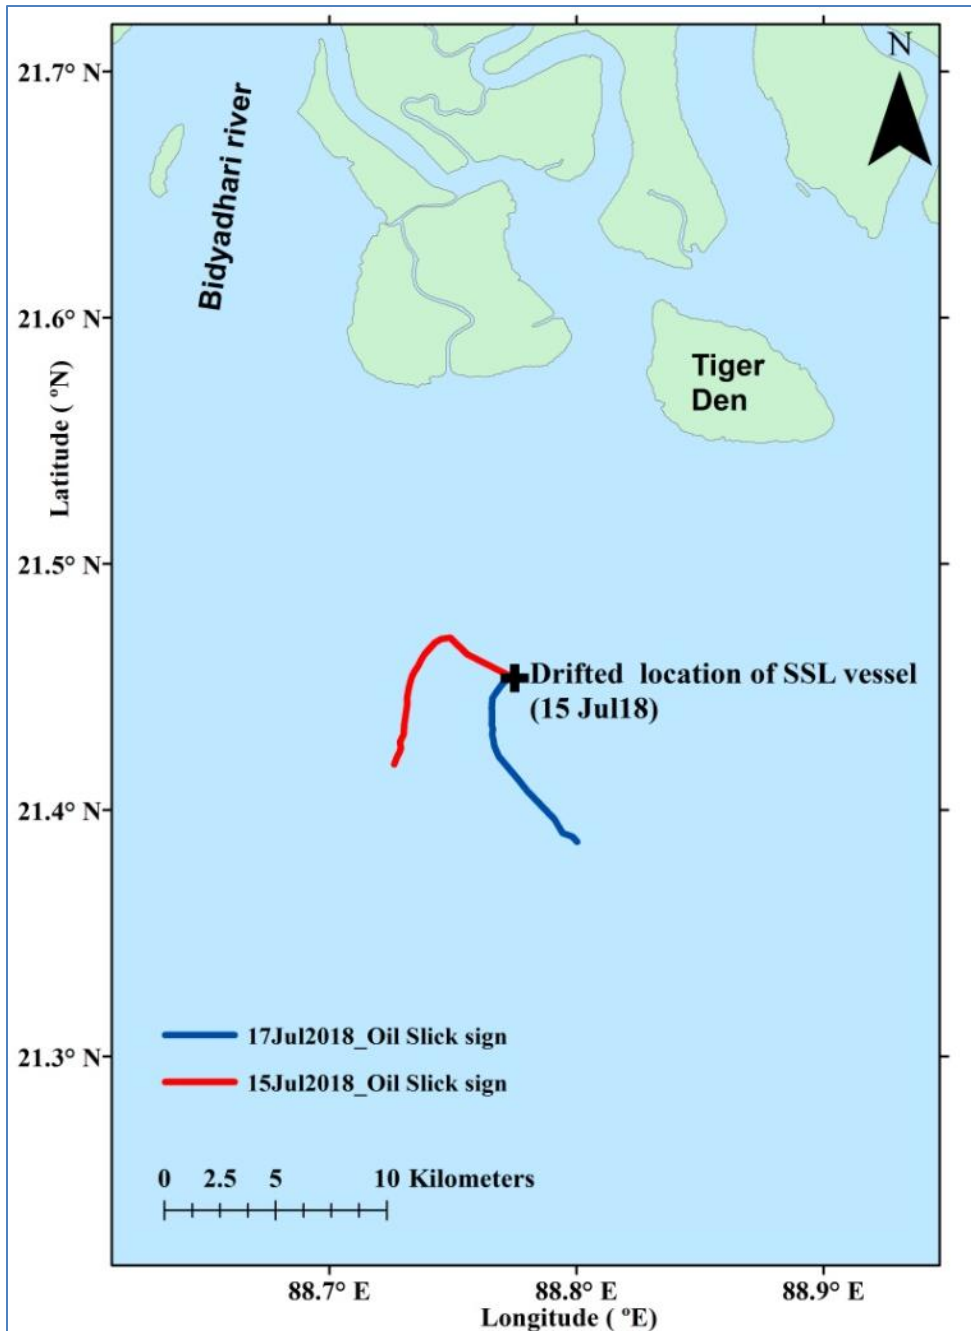 N
21.7° N
21.6° N
21.5° N
21.4° N
21.3° N
Latitude ( ºN)
Bidyadhari river
Tiger
Den
Drifted location of SSL vessel
(15 Jul18)
17Jul2018_Oil Slick sign
15Jul2018_Oil Slick sign
0 2.5 5 10 Kilometers
88.7° E 88.8° E 88.9° E
Longitude ( ºE)